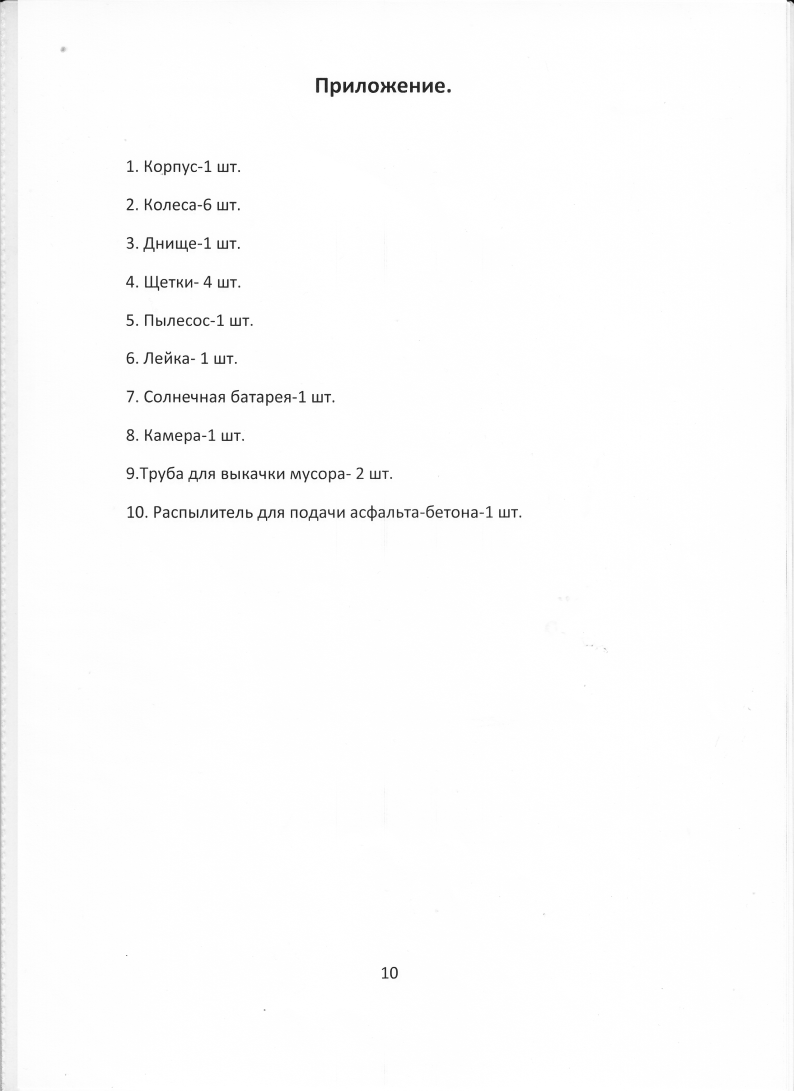 Приложение.
1. Корпус-1 шт.
2. Колеса-6 шт.
3. Днище-1 шт.
4. Щетки- 4 шт.
5. Пылесос-1 шт.
6. Лейка- 1 шт.
7. Солнечная батарея-1 шт.
8. Камера-1 шт.
9.Труба для выкачки мусора- 2 шт.
10. Распылитель для подачи асфальта-бетона-1 шт.
10